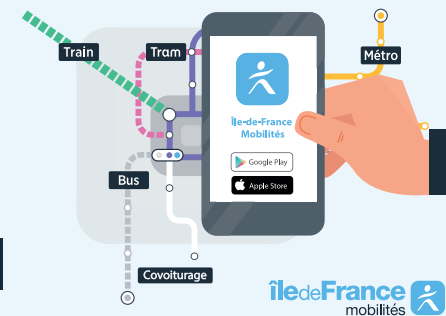 Train
Tram
Métro
Île-de-France
Mobilités
Google Play
Apple Store
Bus
Covoiturage
îledeFrance
mobilités